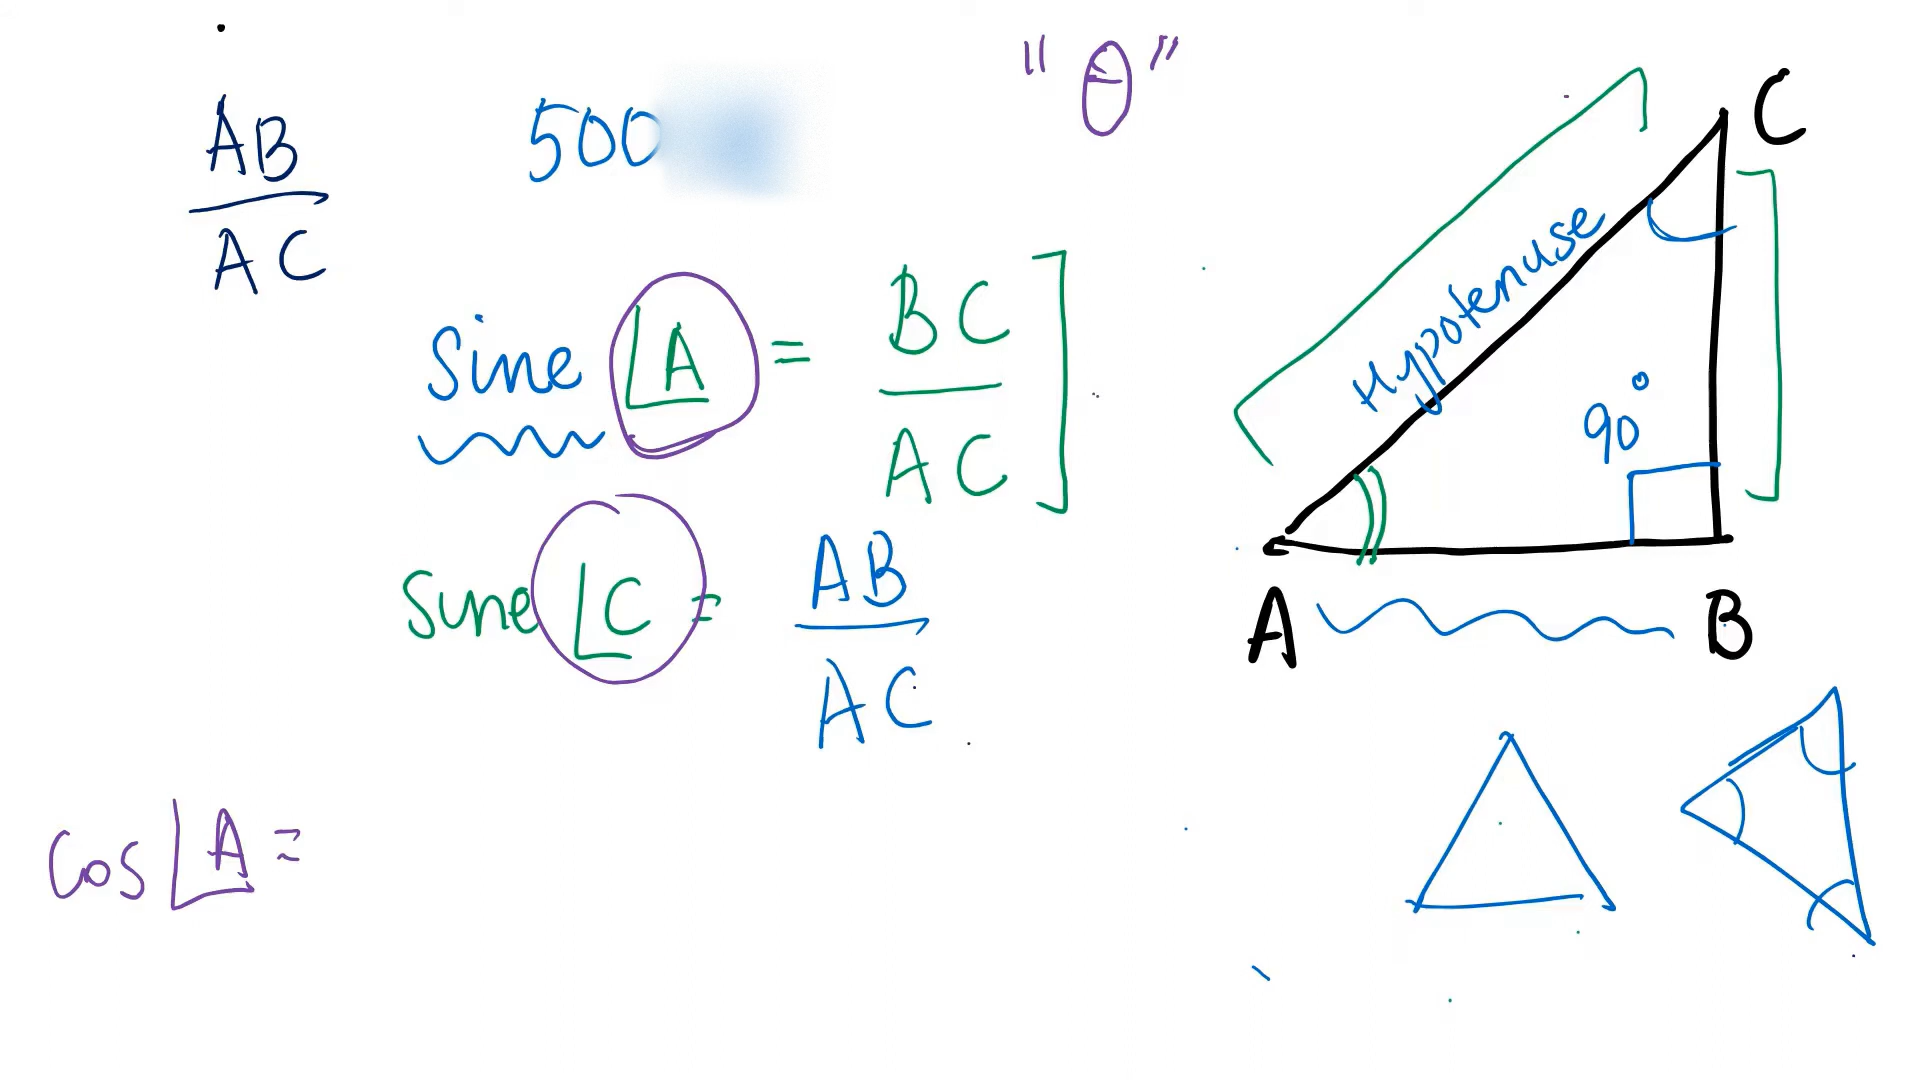 "θ"
AB
AC
500
Sine ∠A = BC
AC
Sine ∠C = AB
AC
Cos ∠A =
C
Hypotenuse
90°
A
B